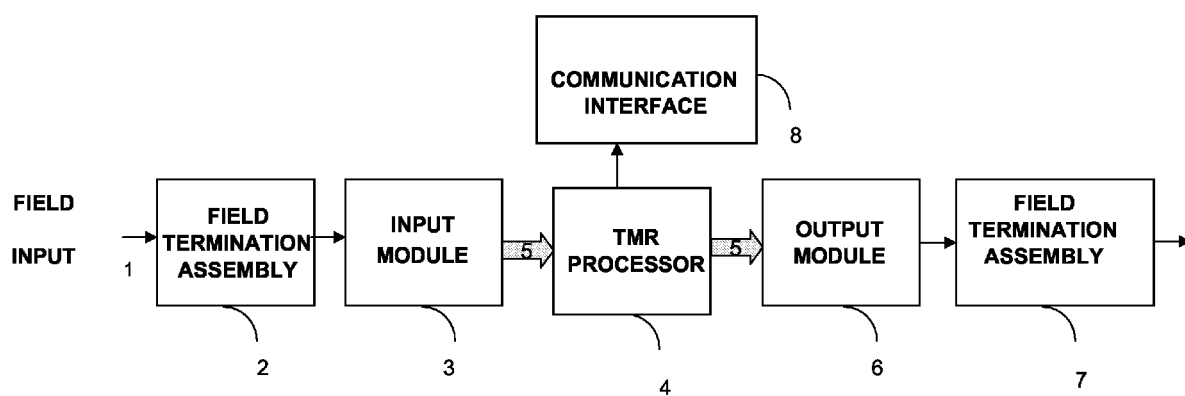 COMMUNICATION
INTERFACE
8
FIELD
INPUT
1
FIELD
TERMINATION
ASSEMBLY
2
INPUT
MODULE
3
5
TMR
PROCESSOR
4
5
OUTPUT
MODULE
6
FIELD
TERMINATION
ASSEMBLY
7